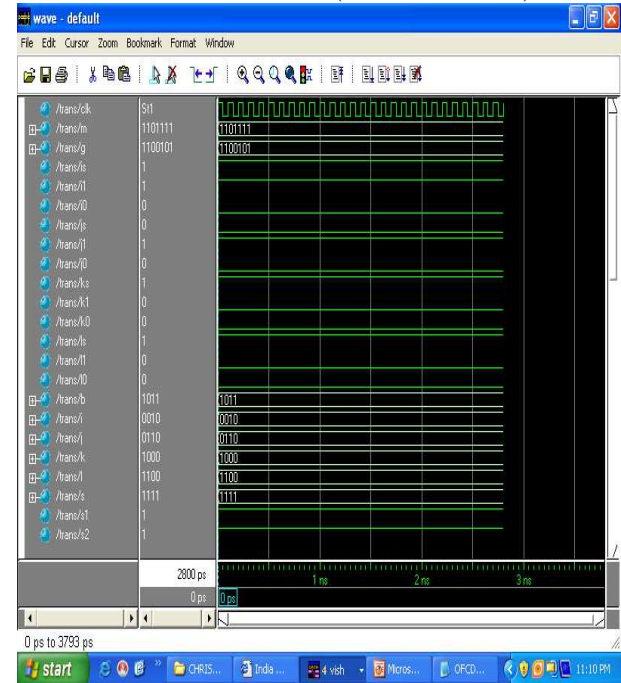 wave - default
File Edit Cursor Zoom Bookmark Format Window
/trans/clk St1
/trans/m 1101111 1101111
/trans/g 1100101 1100101
/trans/is 1
/trans/i1 1
/trans/i0 0
/trans/js 0
/trans/j1 1
/trans/j0 0
/trans/ks 1
/trans/k1 0
/trans/k0 0
/trans/ls 1
/trans/l1 0
/trans/l0 0
/trans/b 1011 1011
/trans/i 0010 0010
/trans/j 0110 0110
/trans/k 1000 1000
/trans/l 1100 1100
/trans/s 1111 1111
/trans/s1 1
/trans/s2 1
2800 ps 1 ns 2 ns 3 ns
0 ps 0 ps
0 ps to 3793 ps
start » CHRIS... India ... 4 vish Micros... OFCD... 11:10 PM